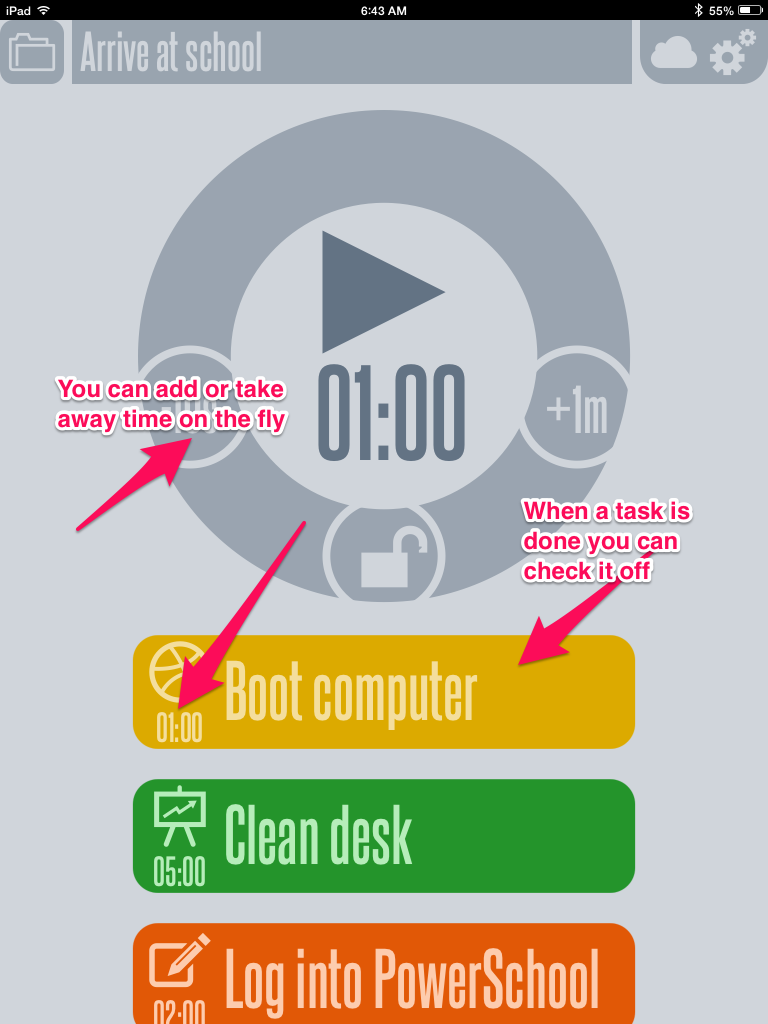 iPad 6:43 AM 55%
Arrive at school
01:00
You can add or take
away time on the fly
+1m
When a task is
done you can
check it off
Boot computer
01:00
Clean desk
05:00
Log into PowerSchool
02:00